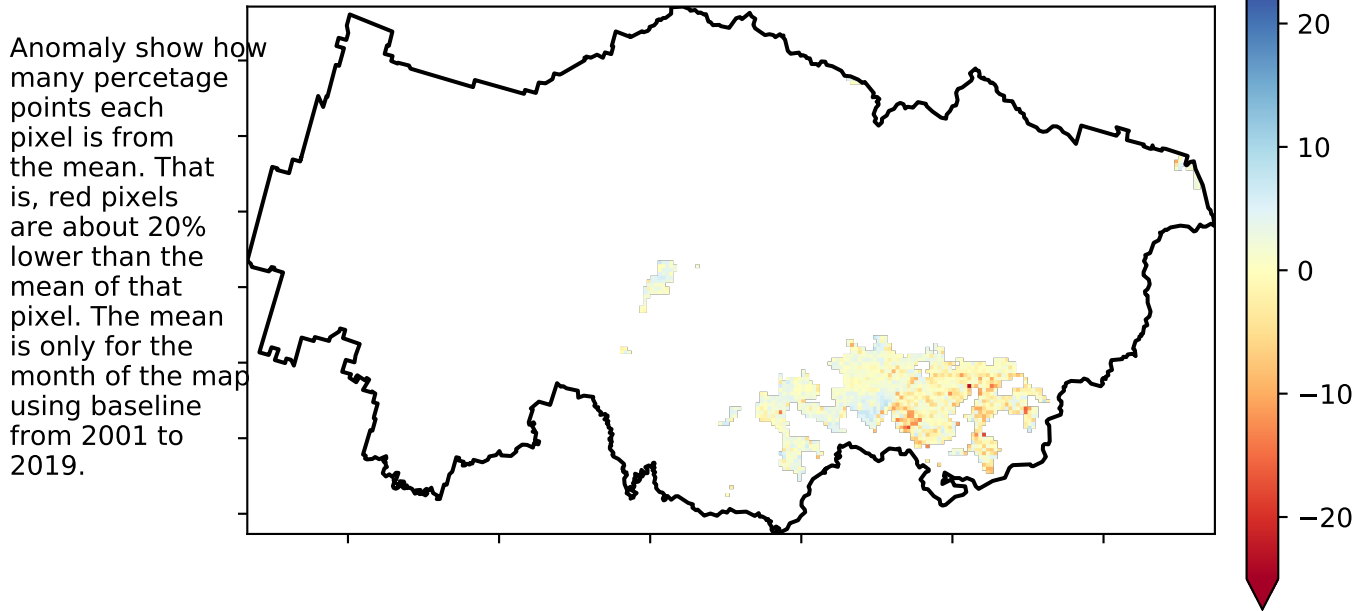 Anomaly show how
many percetage
points each
pixel is from
the mean. That
is, red pixels
are about 20%
lower than the
mean of that
pixel. The mean
is only for the
month of the map
using baseline
from 2001 to
2019.
20
10
0
−10
−20